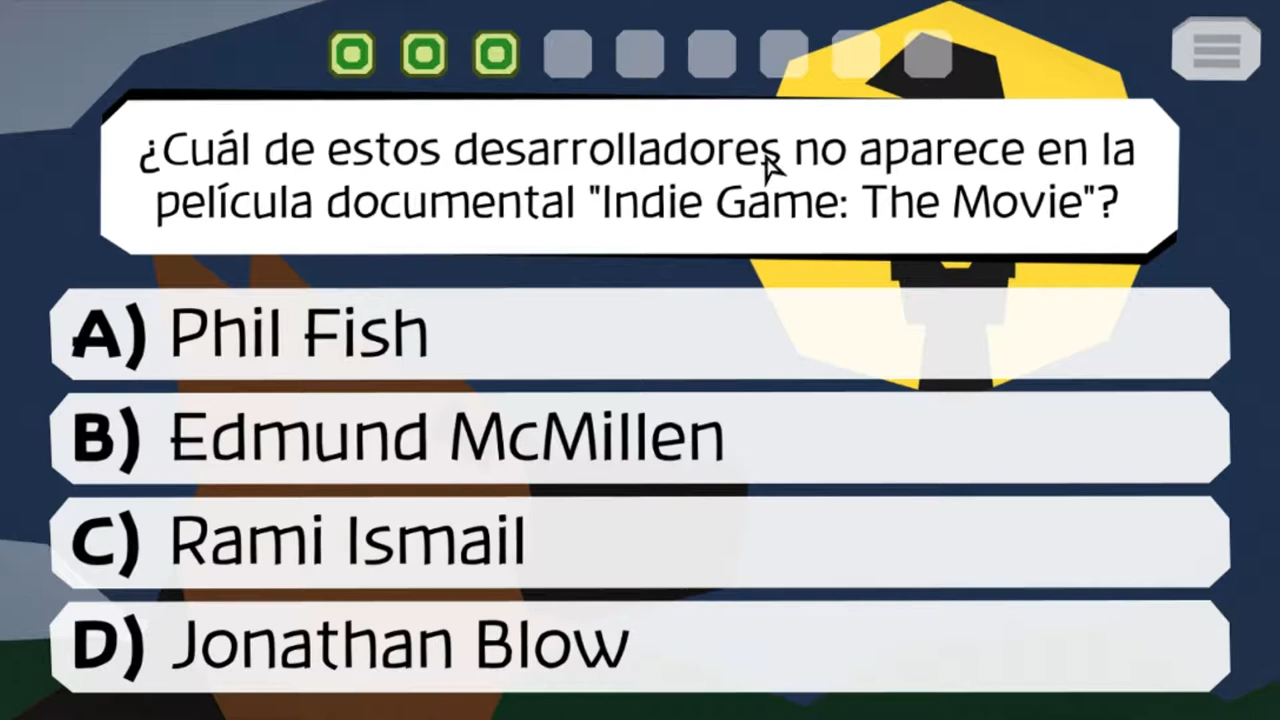 ¿Cuál de estos desarrolladores no aparece en la
película documental "Indie Game: The Movie"?
A) Phil Fish
B) Edmund McMillen
C) Rami Ismail
D) Jonathan Blow